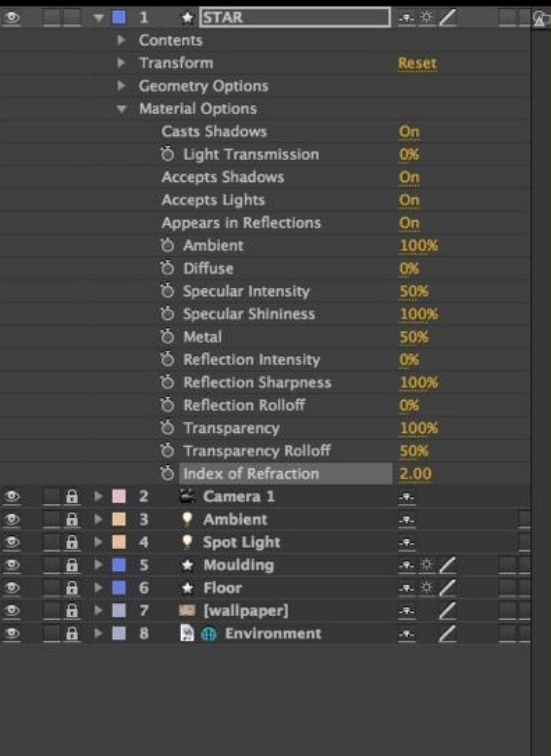 1 STAR
Contents
Transform Reset
Geometry Options
Material Options
Casts Shadows On
Light Transmission 0%
Accepts Shadows On
Accepts Lights On
Appears in Reflections On
Ambient 100%
Diffuse 0%
Specular Intensity 50%
Specular Shininess 100%
Metal 50%
Reflection Intensity 0%
Reflection Sharpness 100%
Reflection Rolloff 0%
Transparency 100%
Transparency Rolloff 50%
Index of Refraction 2.00
2 Camera 1
3 Ambient
4 Spot Light
5 Moulding
6 Floor
7 [wallpaper]
8 Environment